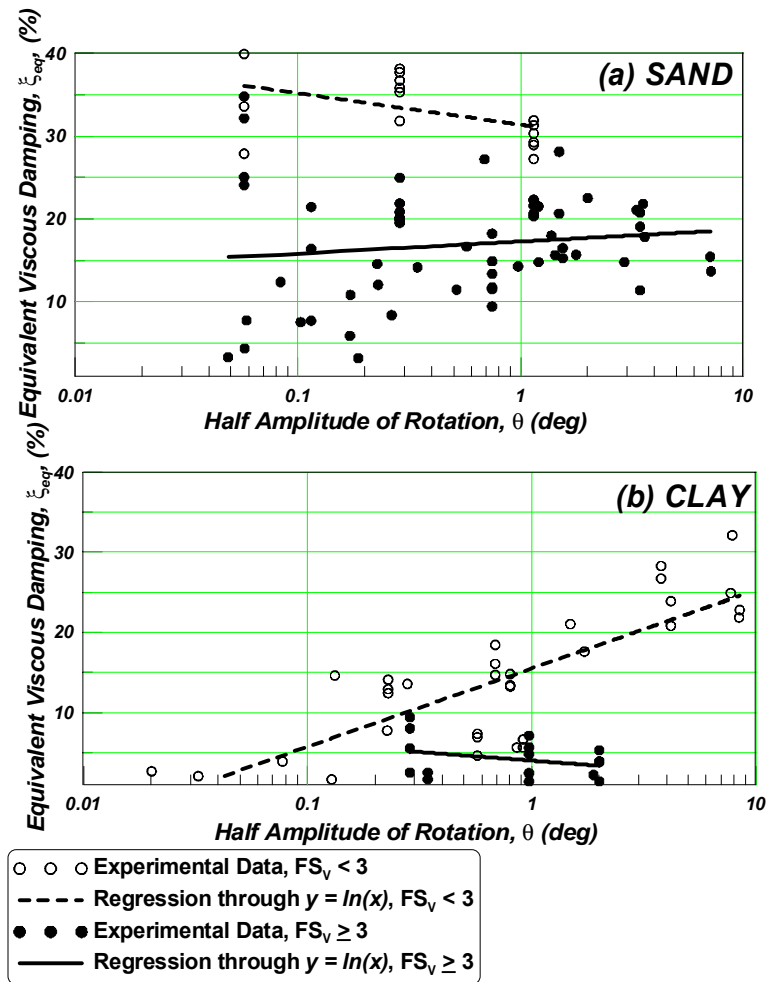 Equivalent Viscous Damping, ξeq, (%)
(a) SAND
40
30
20
10
0.01 0.1 1 10
Half Amplitude of Rotation, θ (deg)
Equivalent Viscous Damping, ξeq, (%)
(b) CLAY
40
30
20
10
0.01 0.1 1 10
Half Amplitude of Rotation, θ (deg)
Experimental Data, FSV < 3
Regression through y = ln(x), FSV < 3
Experimental Data, FSV ≥ 3
Regression through y = ln(x), FSV ≥ 3